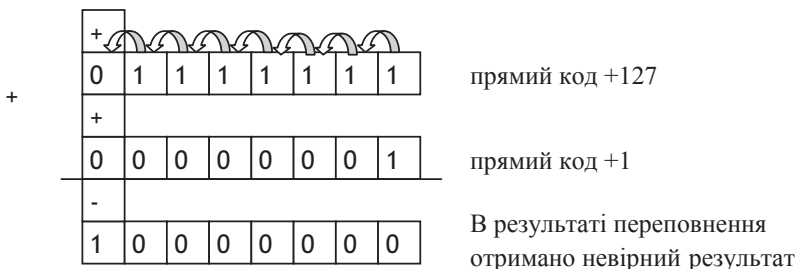 +
0 1 1 1 1 1 1 1 прямий код +127
+
+
0 0 0 0 0 0 0 1 прямий код +1
-
1 0 0 0 0 0 0 0 В результаті переповнення
отримано невірний результат